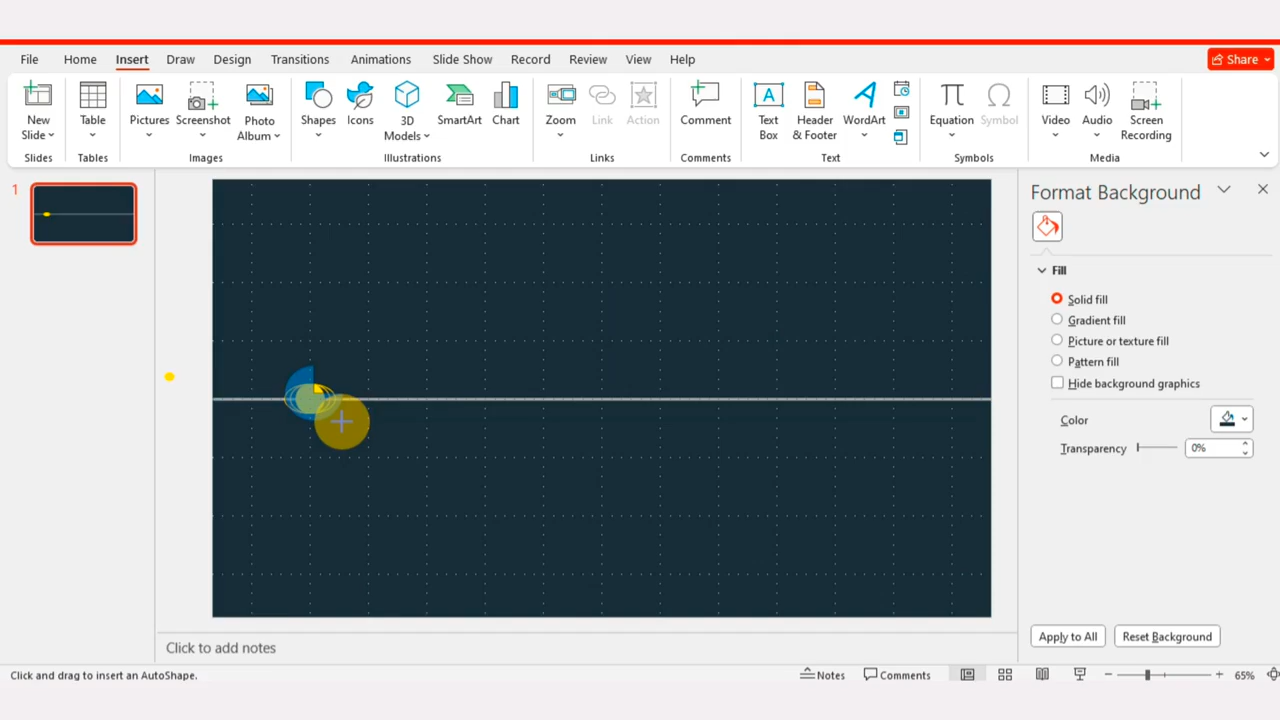 File Home Insert Draw Design Transitions Animations Slide Show Record Review View Help Share
New Slide Table Pictures Screenshot Photo Album Shapes Icons 3D Models SmartArt Chart Zoom Link Action Comment Text Box Header & Footer WordArt Equation Symbol Video Audio Screen Recording
Slides Tables Images Illustrations Links Comments Text Symbols Media
1
Format Background
Fill
Solid fill
Gradient fill
Picture or texture fill
Pattern fill
Hide background graphics
Color
Transparency 0%
Apply to All Reset Background
Click to add notes
Click and drag to insert an AutoShape. Notes Comments 65%